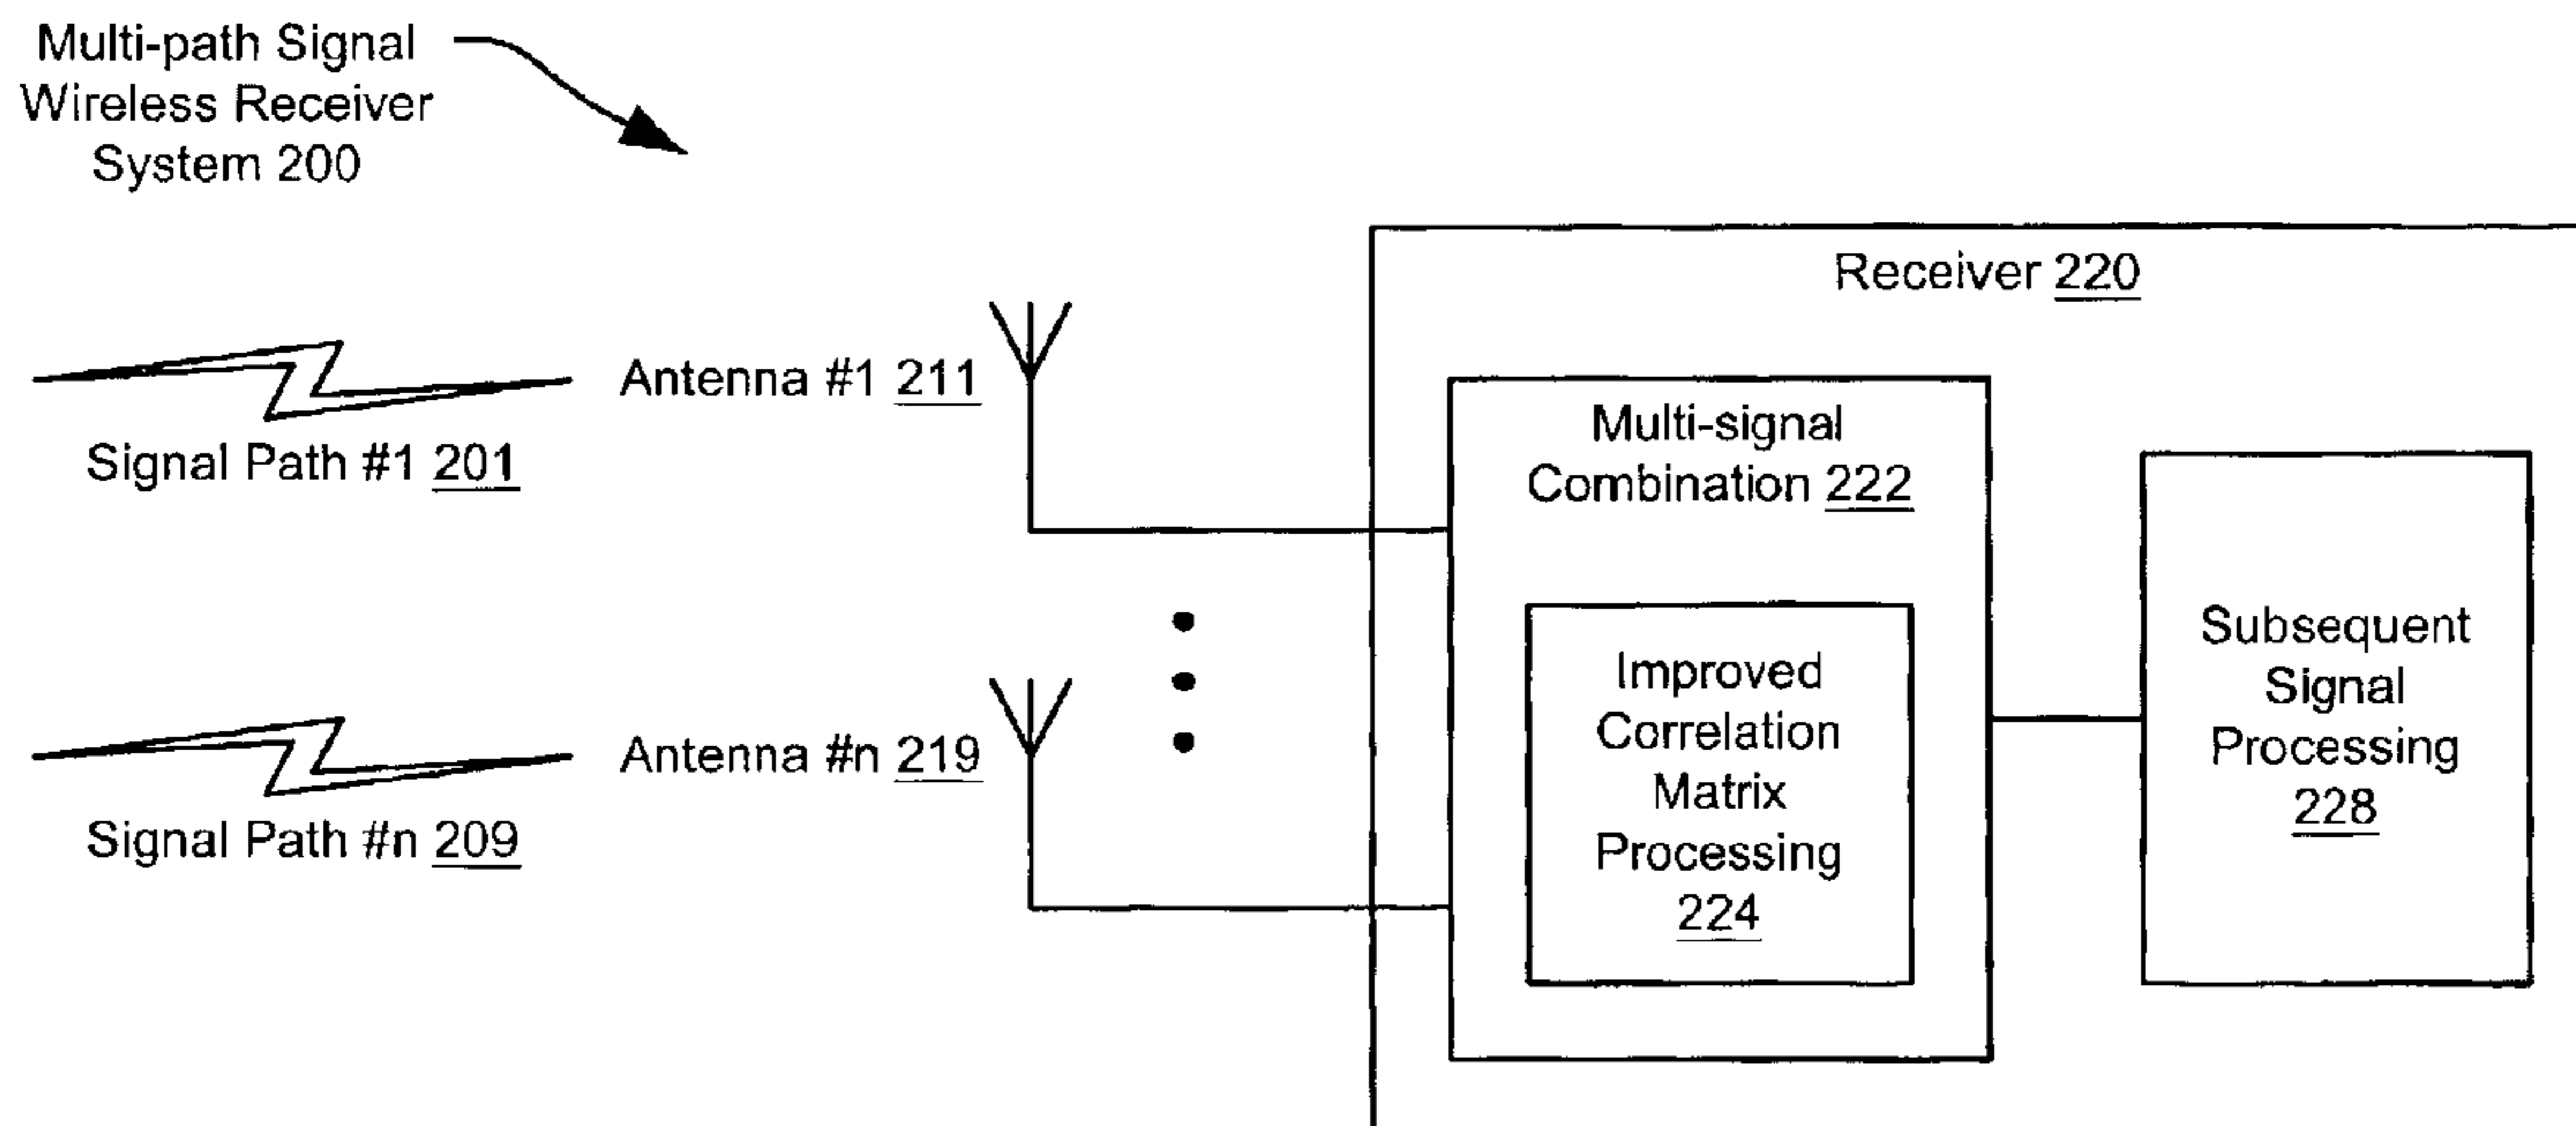 Multi-path Signal
Wireless Receiver
System 200
Receiver 220
Antenna #1 211
Signal Path #1 201
Multi-signal
Combination 222
Antenna #n 219
Signal Path #n 209
Improved
Correlation
Matrix
Processing
224
Subsequent
Signal
Processing
228